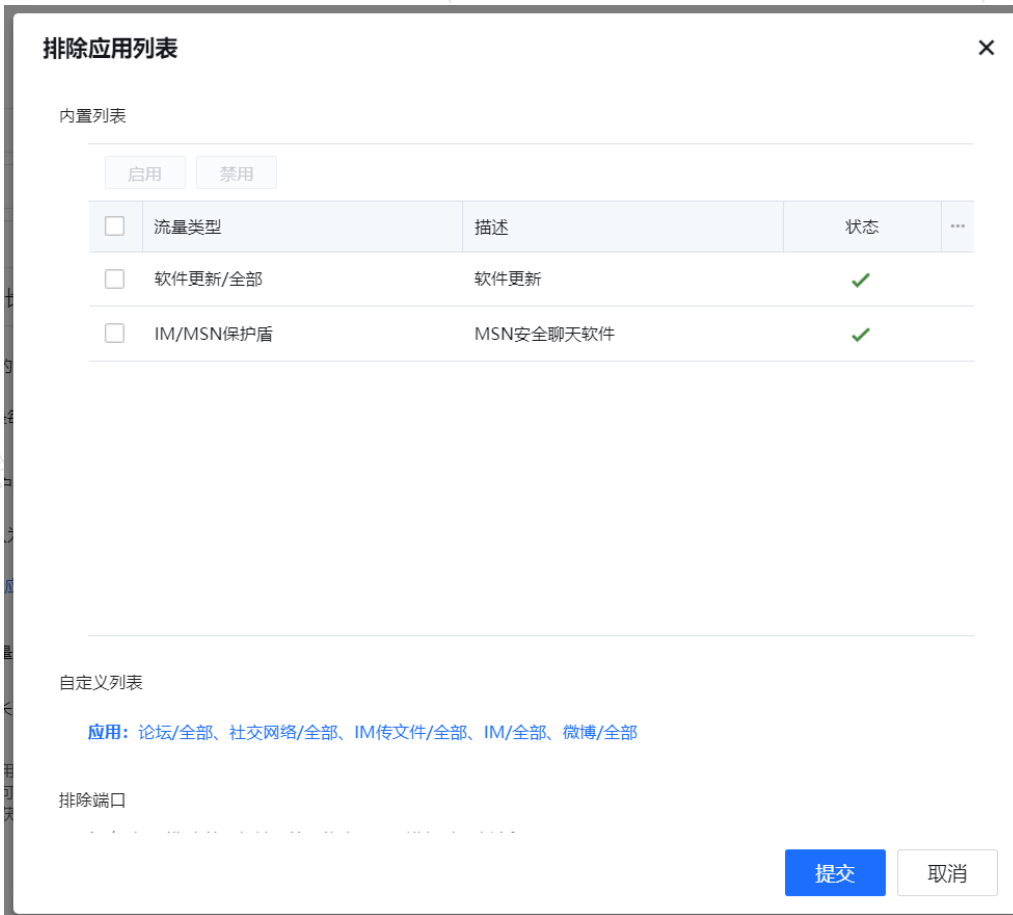 排除应用列表
内置列表
启用 禁用
流量类型 描述 状态 ...
软件更新/全部 软件更新
IM/MSN保护盾 MSN安全聊天软件
自定义列表
应用：论坛/全部、社交网络/全部、IM传文件/全部、IM/全部、微博/全部
排除端口
提交 取消